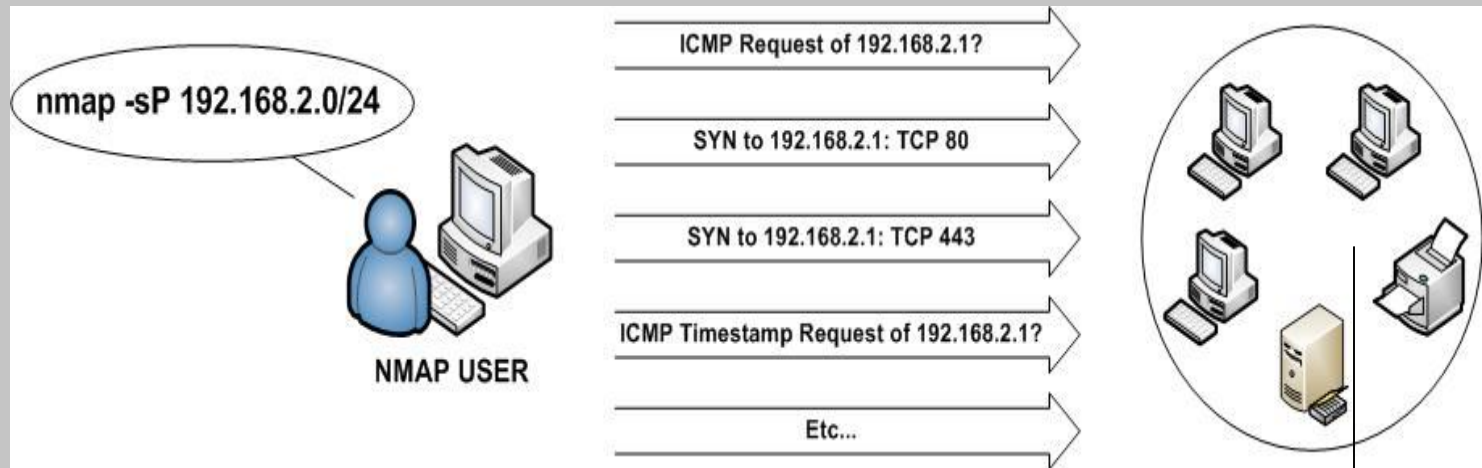 nmap -sP 192.168.2.0/24
NMAP USER
ICMP Request of 192.168.2.1?
SYN to 192.168.2.1: TCP 80
SYN to 192.168.2.1: TCP 443
ICMP Timestamp Request of 192.168.2.1?
Etc...